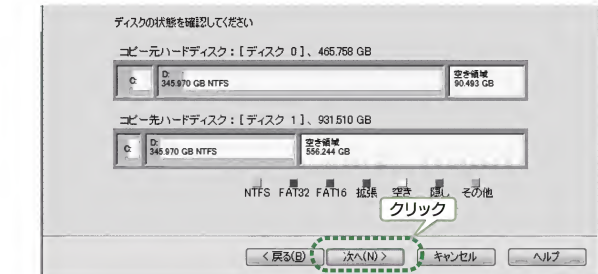 ディスクの状態を確認してください
コピー元ハードディスク：[ディスク 0]、465.758 GB
C:
D:
345.970 GB NTFS
空き領域
90.493 GB
コピー先ハードディスク：[ディスク 1]、931.510 GB
C:
D:
345.970 GB NTFS
空き領域
556.244 GB
NTFS FAT32 FAT16 拡張 空き 隠し その他
クリック
< 戻る(B) 次へ(N) > キャンセル ヘルプ